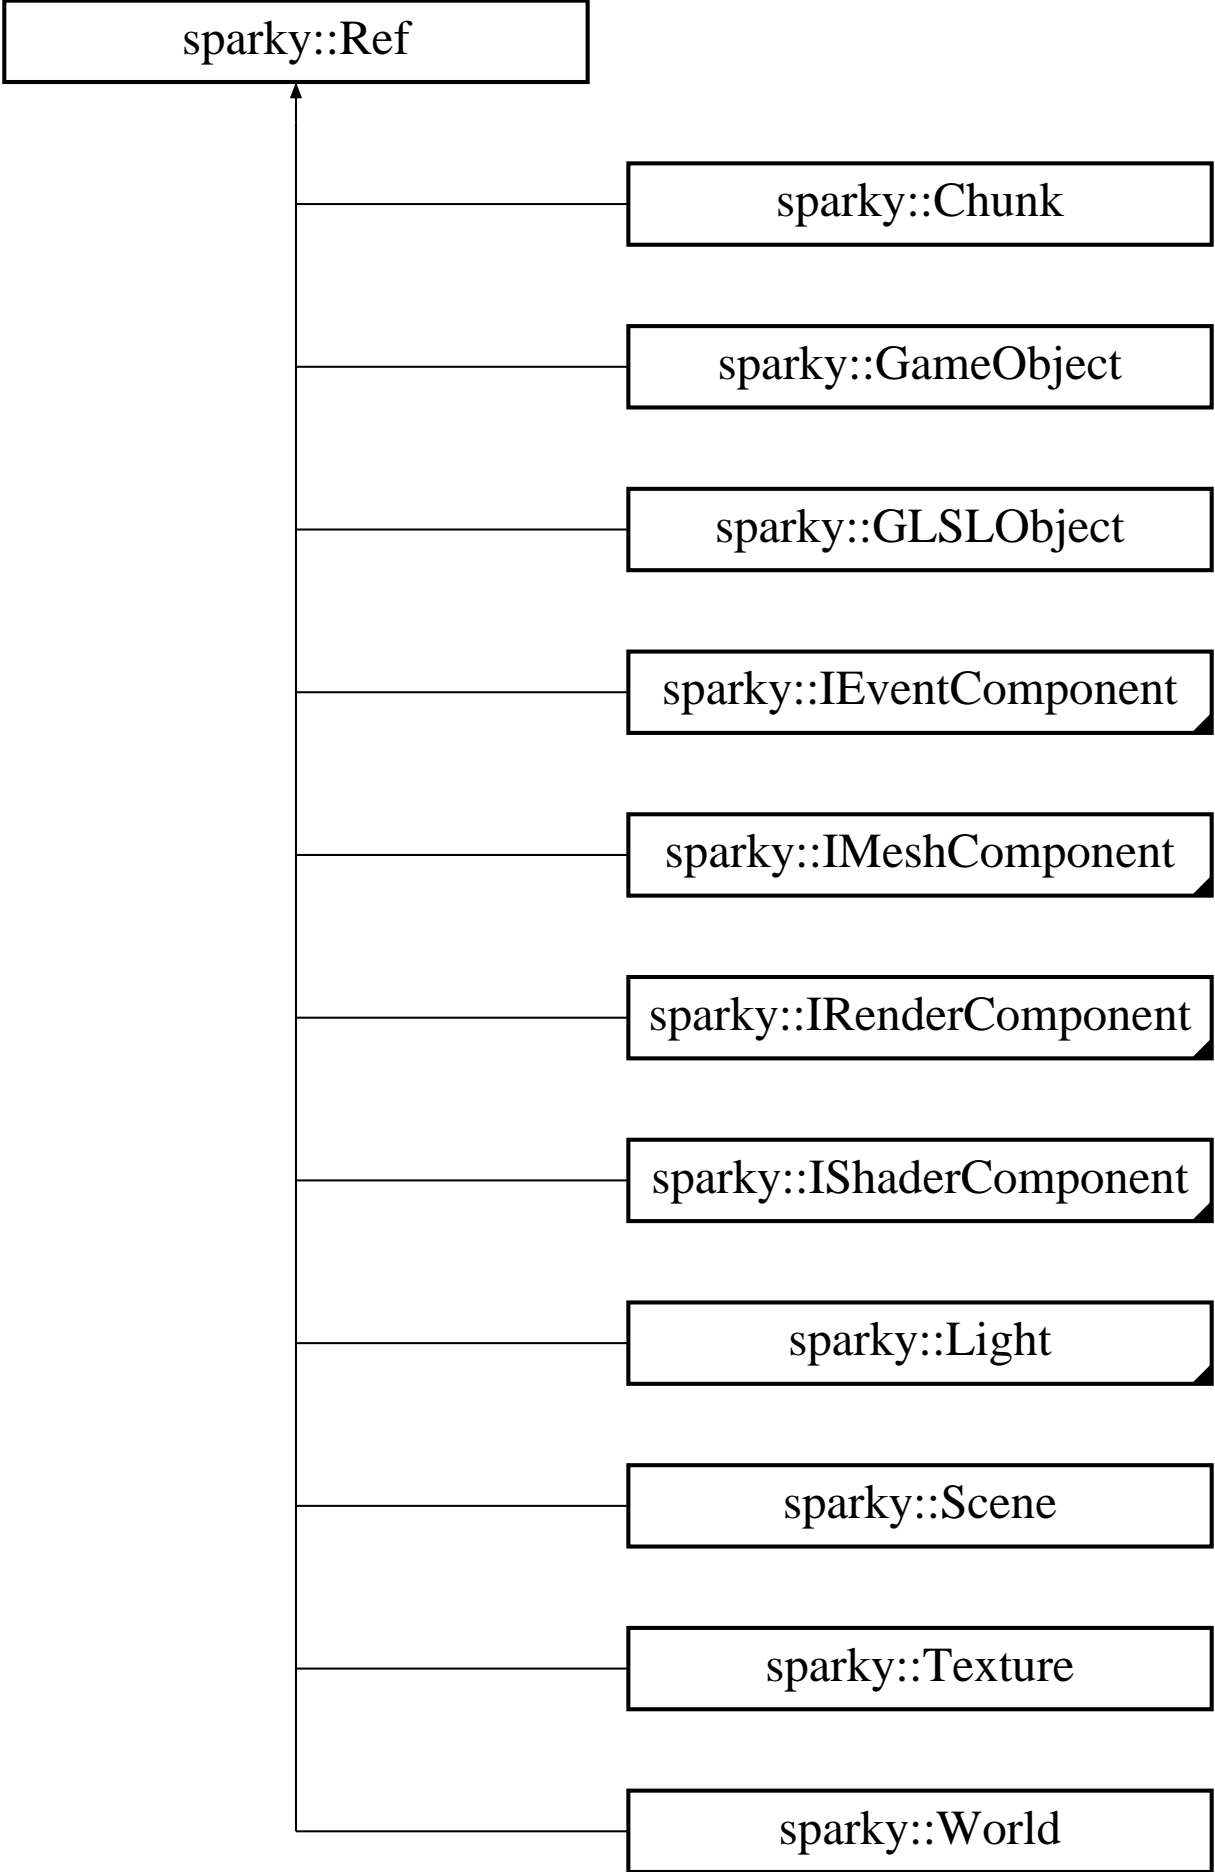 sparky::Ref
sparky::Chunk
sparky::GameObject
sparky::GLSLObject
sparky::IEventComponent
sparky::IMeshComponent
sparky::IRenderComponent
sparky::IShaderComponent
sparky::Light
sparky::Scene
sparky::Texture
sparky::World